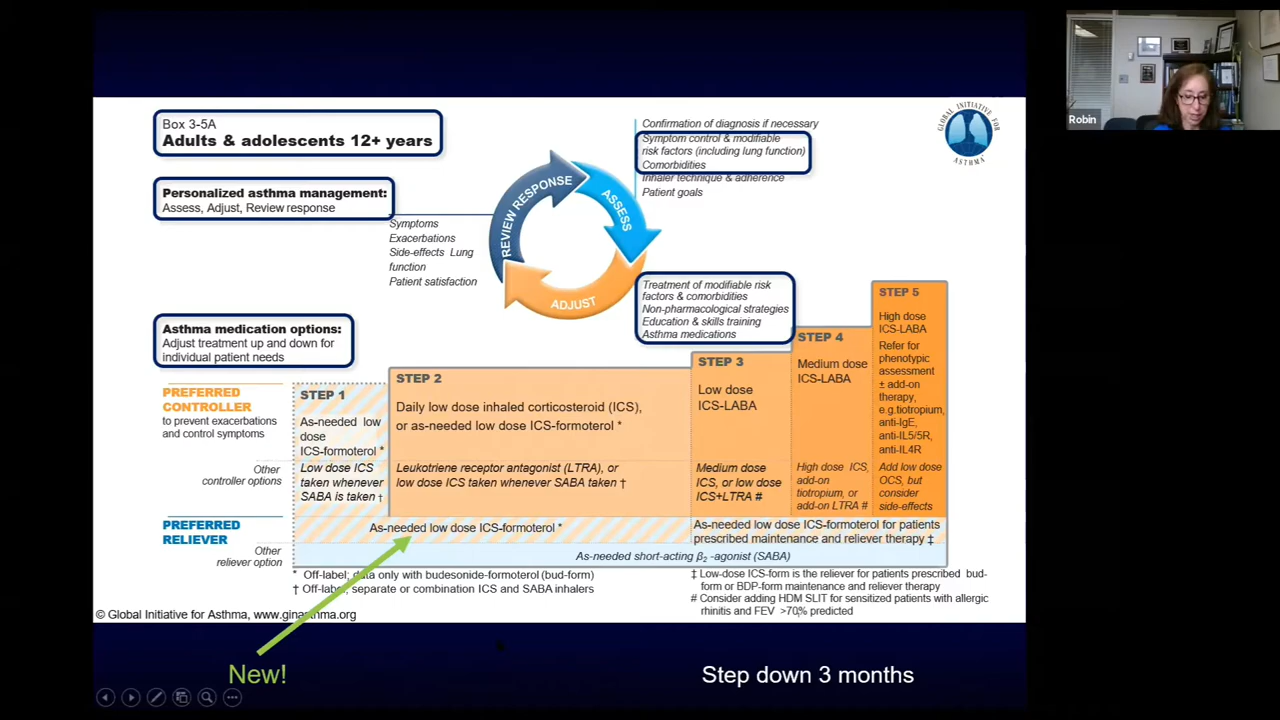 Robin
Box 3-5A
Adults & adolescents 12+ years
Personalized asthma management:
Assess, Adjust, Review response
Asthma medication options:
Adjust treatment up and down for
individual patient needs
Symptoms
Exacerbations
Side-effects Lung
function
Patient satisfaction
REVIEW RESPONSE
ASSESS
ADJUST
Confirmation of diagnosis if necessary
Symptom control & modifiable
risk factors (including lung function)
Comorbidities
Inhaler technique & adherence
Patient goals
GLOBAL INITIATIVE FOR
ASTHMA
Treatment of modifiable risk
factors & comorbidities
Non-pharmacological strategies
Education & skills training
Asthma medications
PREFERRED
CONTROLLER
to prevent exacerbations
and control symptoms
STEP 1
As-needed low
dose
ICS-formoterol *
STEP 2
Daily low dose inhaled corticosteroid (ICS),
or as-needed low dose ICS-formoterol *
STEP 3
Low dose
ICS-LABA
STEP 4
Medium dose
ICS-LABA
STEP 5
High dose
ICS-LABA
Refer for
phenotypic
assessment
± add-on
therapy,
e.g.tiotropium,
anti-IgE,
anti-IL5/5R,
anti-IL4R
Other
controller options
Low dose ICS
taken whenever
SABA is taken †
Leukotriene receptor antagonist (LTRA), or
low dose ICS taken whenever SABA taken †
Medium dose
ICS, or low dose
ICS+LTRA #
High dose ICS,
add-on
tiotropium, or
add-on LTRA #
Add low dose
OCS, but
consider
side-effects
PREFERRED
RELIEVER
As-needed low dose ICS-formoterol *
As-needed low dose ICS-formoterol for patients
prescribed maintenance and reliever therapy ‡
Other
reliever option
As-needed short-acting β2 -agonist (SABA)
* Off-label; data only with budesonide-formoterol (bud-form)
† Off-label; separate or combination ICS and SABA inhalers
‡ Low-dose ICS-form is the reliever for patients prescribed bud-
form or BDP-form maintenance and reliever therapy
# Consider adding HDM SLIT for sensitized patients with allergic
rhinitis and FEV >70% predicted
© Global Initiative for Asthma, www.ginasthma.org
New!
Step down 3 months